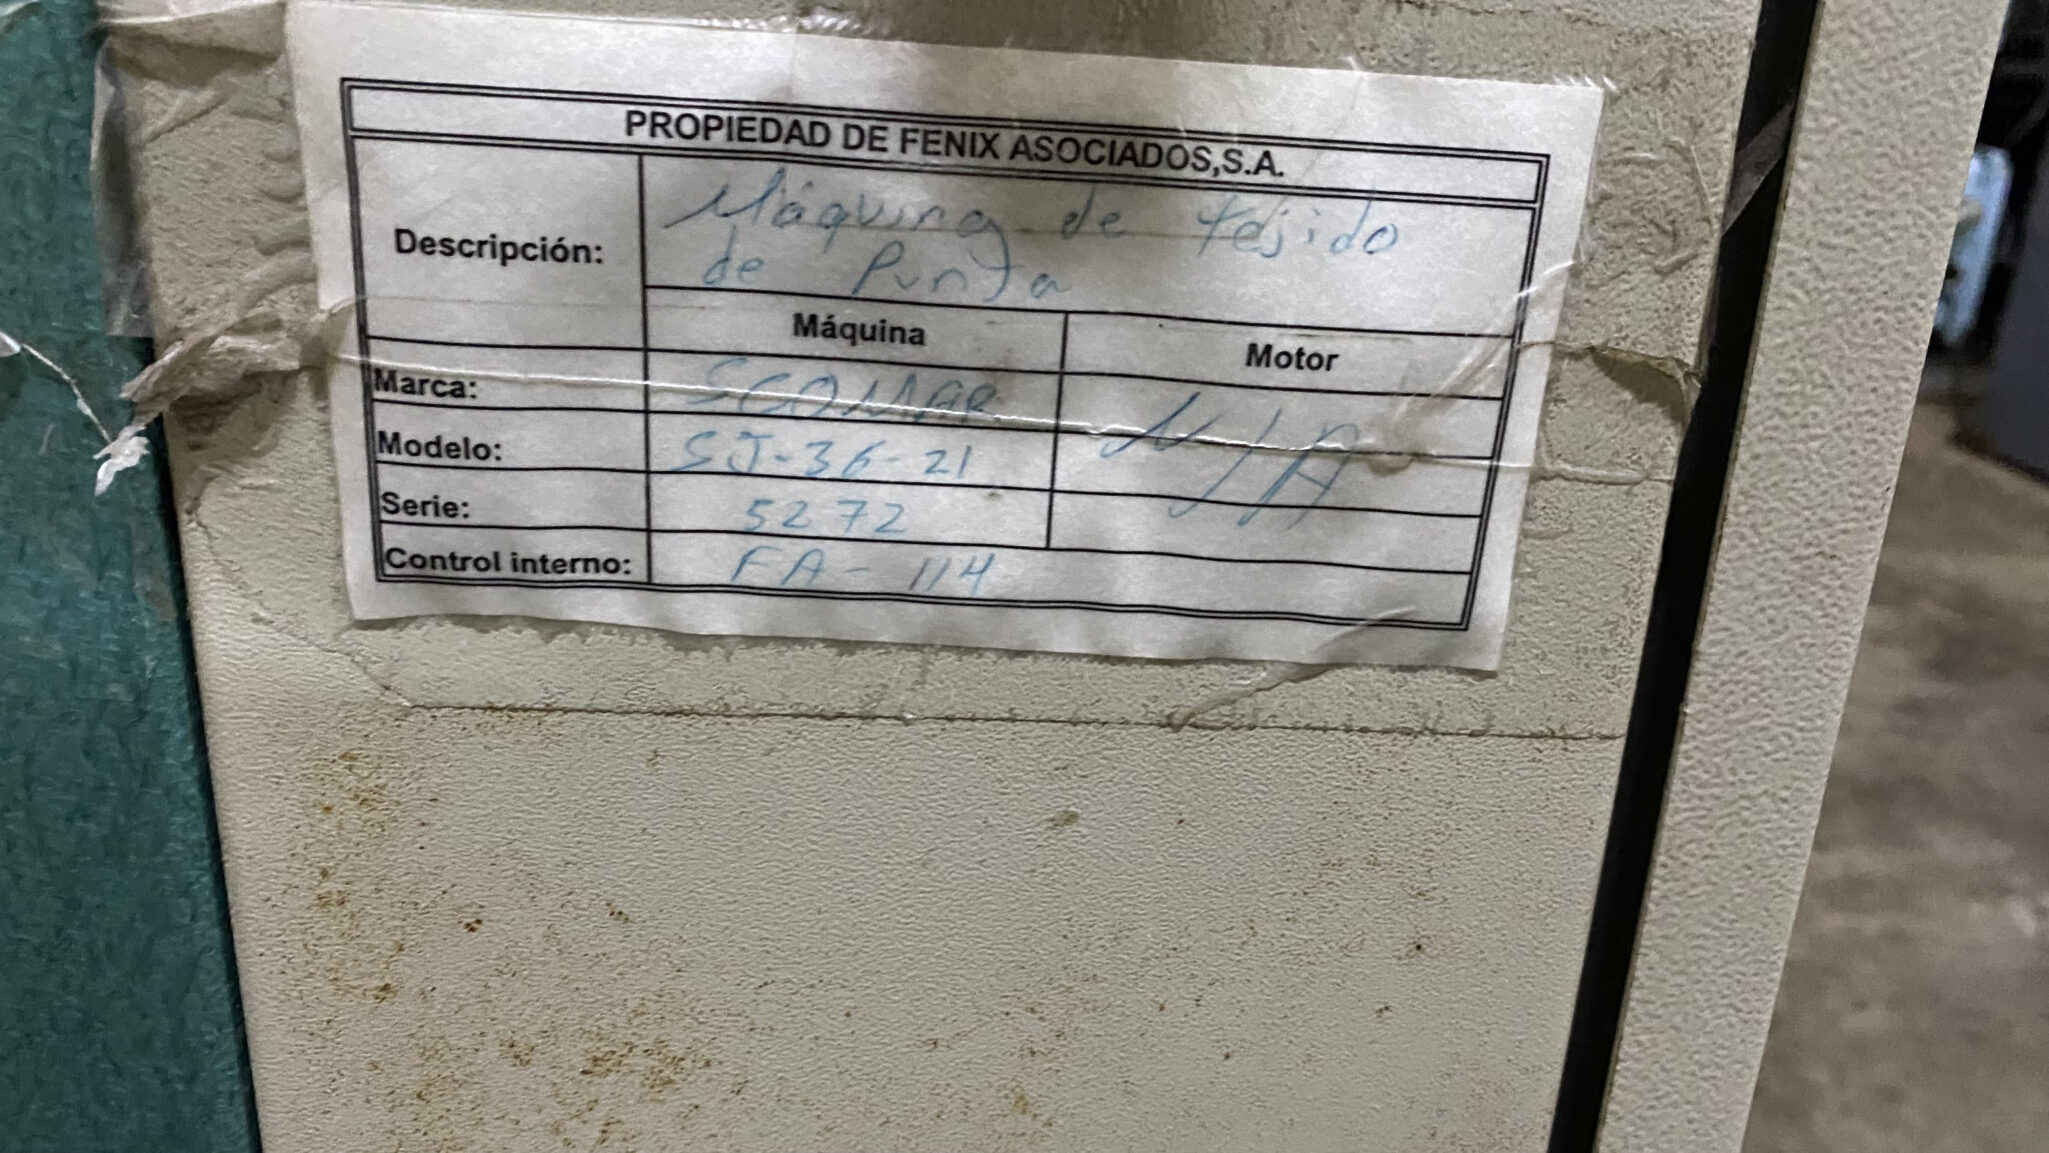 PROPIEDAD DE FENIX ASOCIADOS,S.A.
Descripción: Máquina de tejido
de Punta
Máquina Motor
Marca: SCOMAR N/A
Modelo: SJ-36-21
Serie: 5272
Control interno: FA-114